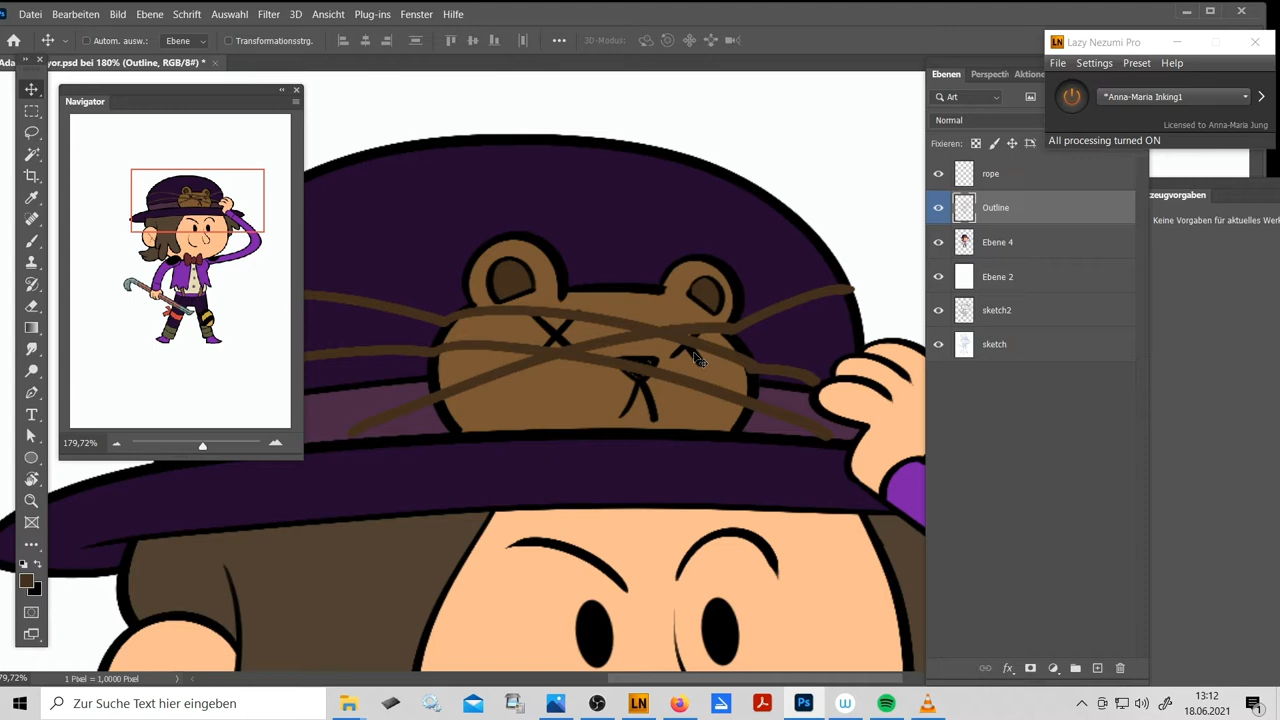 Datei Bearbeiten Bild Ebene Schrift Auswahl Filter 3D Ansicht Plug-ins Fenster Hilfe
Autom. ausw.: Ebene Transformationsstrg. 3D-Modus:
yor.psd bei 180% (Outline, RGB/8#) *
Navigator
179,72%
179,72% 1 Pixel = 1,0000 Pixel
Ebenen Perspecti Aktionen
Art
Normal
Fixieren:
rope
Outline
Ebene 4
Ebene 2
sketch2
sketch
Lazy Nezumi Pro
File Settings Preset Help
*Anna-Maria Inking1
Licensed to Anna-Maria Jung
All processing turned ON
zeugvorgaben
Keine Vorgaben für aktuelles Werk
Zur Suche Text hier eingeben
13:12
18.06.2021